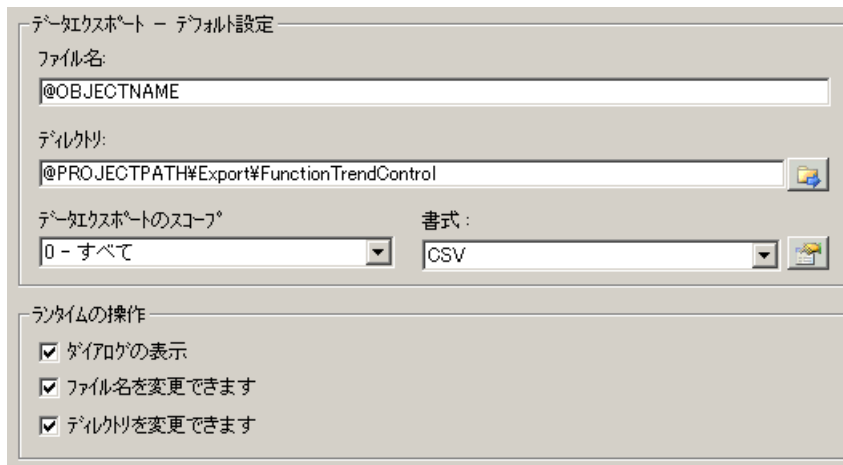 ﾃﾞｰﾀｴｸｽﾎﾟｰﾄ － ﾃﾞﾌｫﾙﾄ設定
ﾌｧｲﾙ名:
@OBJECTNAME
ﾃﾞｨﾚｸﾄﾘ:
@PROJECTPATH¥Export¥FunctionTrendControl
ﾃﾞｰﾀｴｸｽﾎﾟｰﾄのｽｺｰﾌﾟ 書式：
0 - すべて CSV
ﾗﾝﾀｲﾑの操作
ﾀﾞｲｱﾛｸﾞの表示
ﾌｧｲﾙ名を変更できます
ﾃﾞｨﾚｸﾄﾘを変更できます